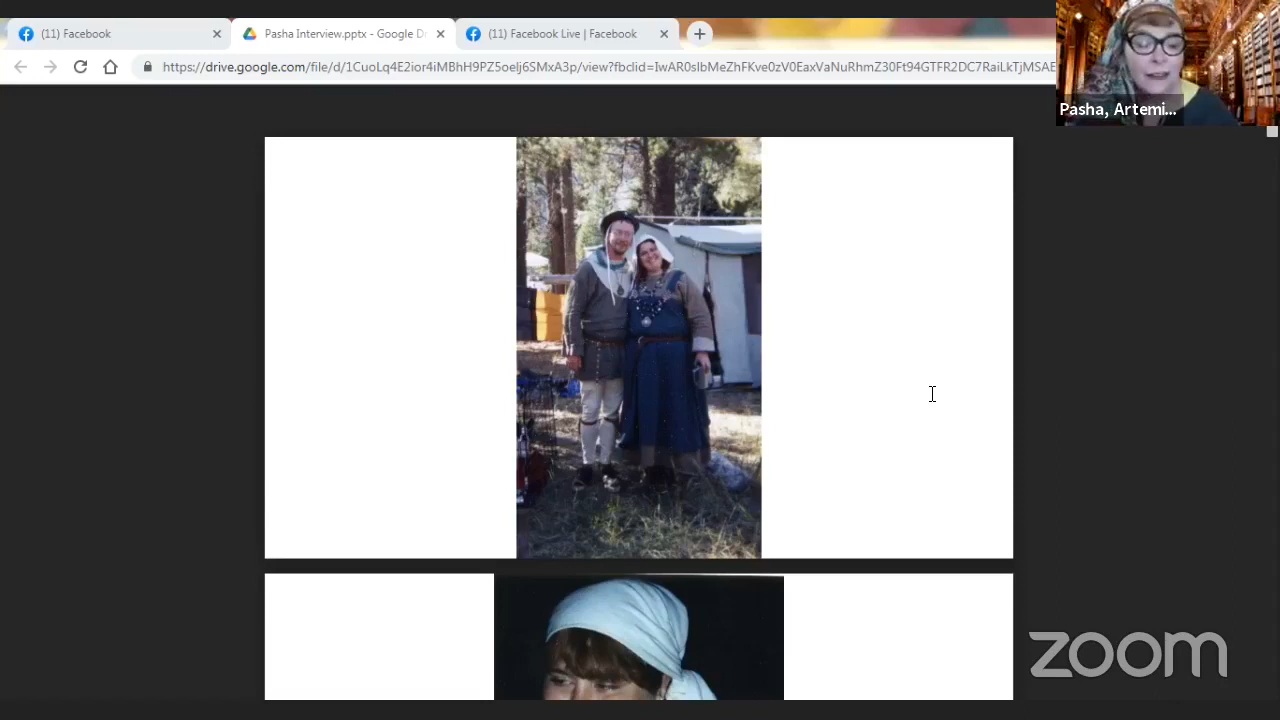 (11) Facebook
Pasha Interview.pptx - Google D
(11) Facebook Live | Facebook
https://drive.google.com/file/d/1CuoLq4E2ior4iMBhH9PZ5oelj6SMxA3p/view?fbclid=IwAR0sIbMeZhFKve0zV0EaxVaNuRhmZ30Ft94GTFR2DC7RaiLkTjMSAE
Pasha, Artemi...
zoom